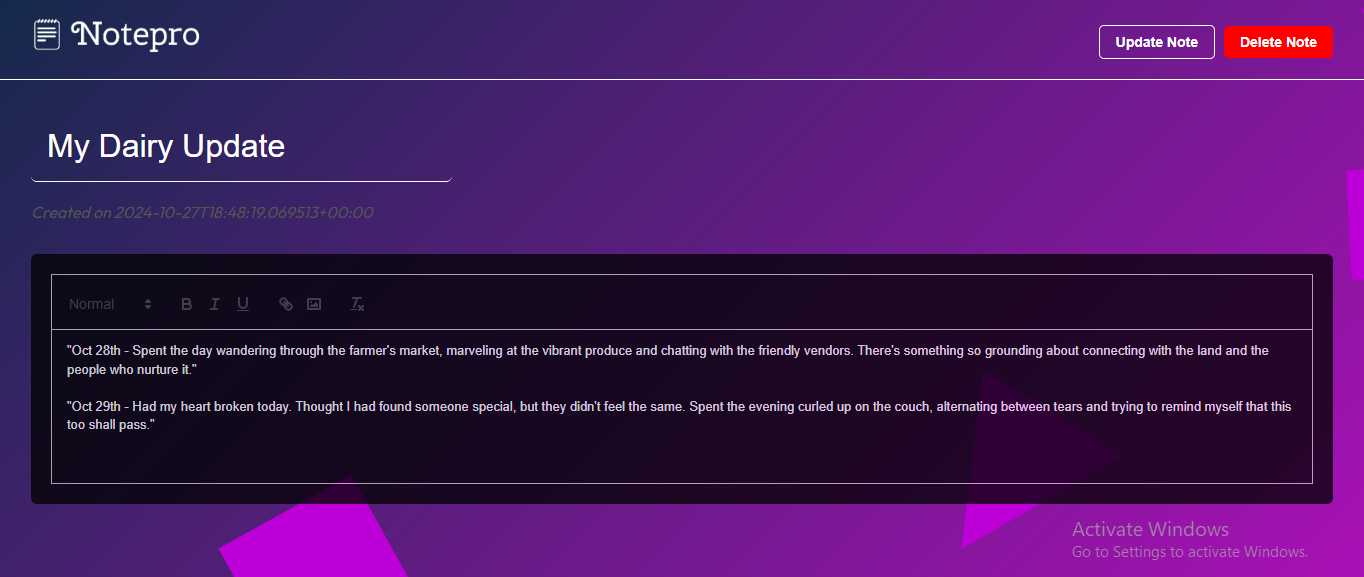 Notepro
Update Note
Delete Note
My Dairy Update
Created on 2024-10-27T18:48:19.069513+00:00
Normal
B I U
"Oct 28th - Spent the day wandering through the farmer's market, marveling at the vibrant produce and chatting with the friendly vendors. There's something so grounding about connecting with the land and the
people who nurture it."
"Oct 29th - Had my heart broken today. Thought I had found someone special, but they didn't feel the same. Spent the evening curled up on the couch, alternating between tears and trying to remind myself that this
too shall pass."
Activate Windows
Go to Settings to activate Windows.